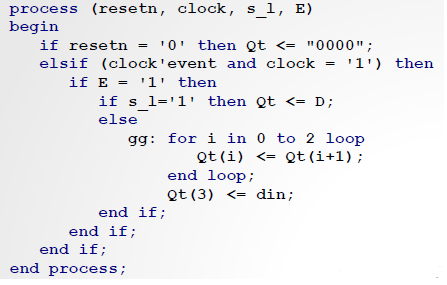 process (resetn, clock, s_l, E)
begin
if resetn = '0' then Qt <= "0000";
elsif (clock'event and clock = '1') then
if E = '1' then
if s_l='1' then Qt <= D;
else
gg: for i in 0 to 2 loop
Qt(i) <= Qt(i+1);
end loop;
Qt(3) <= din;
end if;
end if;
end if;
end process;